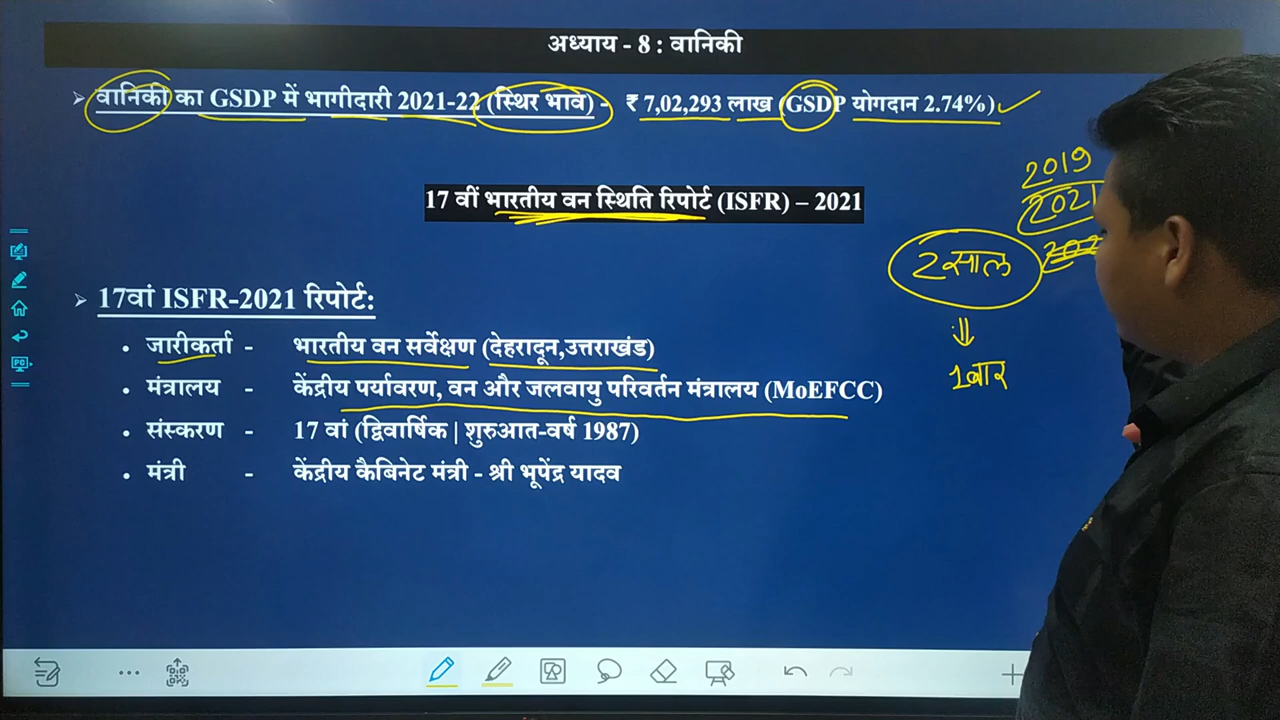 अध्याय - 8 : वानिकी
➢ वानिकी का GSDP में भागीदारी 2021-22 (स्थिर भाव) - ₹ 7,02,293 लाख (GSDP योगदान 2.74%)
2019
2021
17 वीं भारतीय वन स्थिति रिपोर्ट (ISFR) – 2021
2 साल
⇓
1 बार
➢ 17वां ISFR-2021 रिपोर्ट:
• जारीकर्ता - भारतीय वन सर्वेक्षण (देहरादून,उत्तराखंड)
• मंत्रालय - केंद्रीय पर्यावरण, वन और जलवायु परिवर्तन मंत्रालय (MoEFCC)
• संस्करण - 17 वां (द्विवार्षिक | शुरुआत-वर्ष 1987)
• मंत्री - केंद्रीय कैबिनेट मंत्री - श्री भूपेंद्र यादव